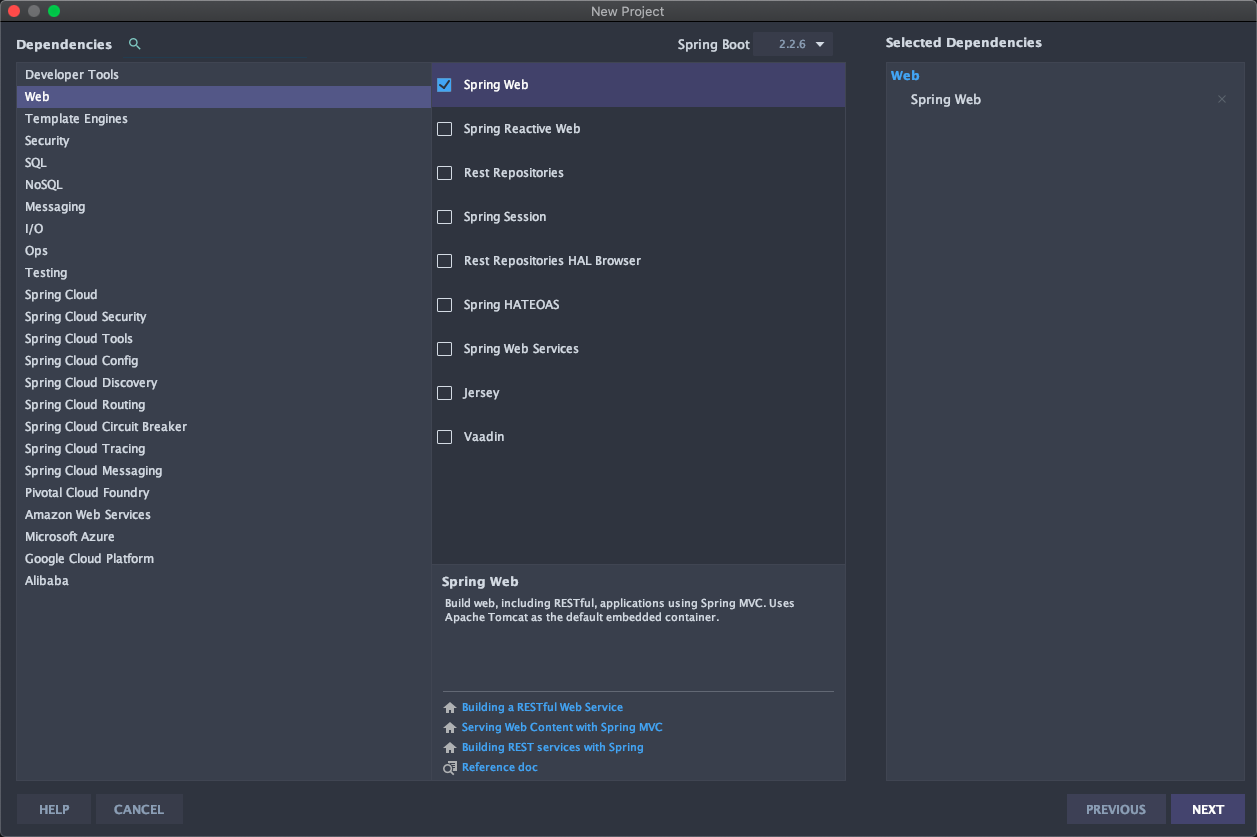 New Project
Dependencies
Spring Boot 2.2.6
Selected Dependencies
Developer Tools
Web
Template Engines
Security
SQL
NoSQL
Messaging
I/O
Ops
Testing
Spring Cloud
Spring Cloud Security
Spring Cloud Tools
Spring Cloud Config
Spring Cloud Discovery
Spring Cloud Routing
Spring Cloud Circuit Breaker
Spring Cloud Tracing
Spring Cloud Messaging
Pivotal Cloud Foundry
Amazon Web Services
Microsoft Azure
Google Cloud Platform
Alibaba
Spring Web
Spring Reactive Web
Rest Repositories
Spring Session
Rest Repositories HAL Browser
Spring HATEOAS
Spring Web Services
Jersey
Vaadin
Spring Web
Build web, including RESTful, applications using Spring MVC. Uses
Apache Tomcat as the default embedded container.
Building a RESTful Web Service
Serving Web Content with Spring MVC
Building REST services with Spring
Reference doc
Web
Spring Web
HELP
CANCEL
PREVIOUS
NEXT